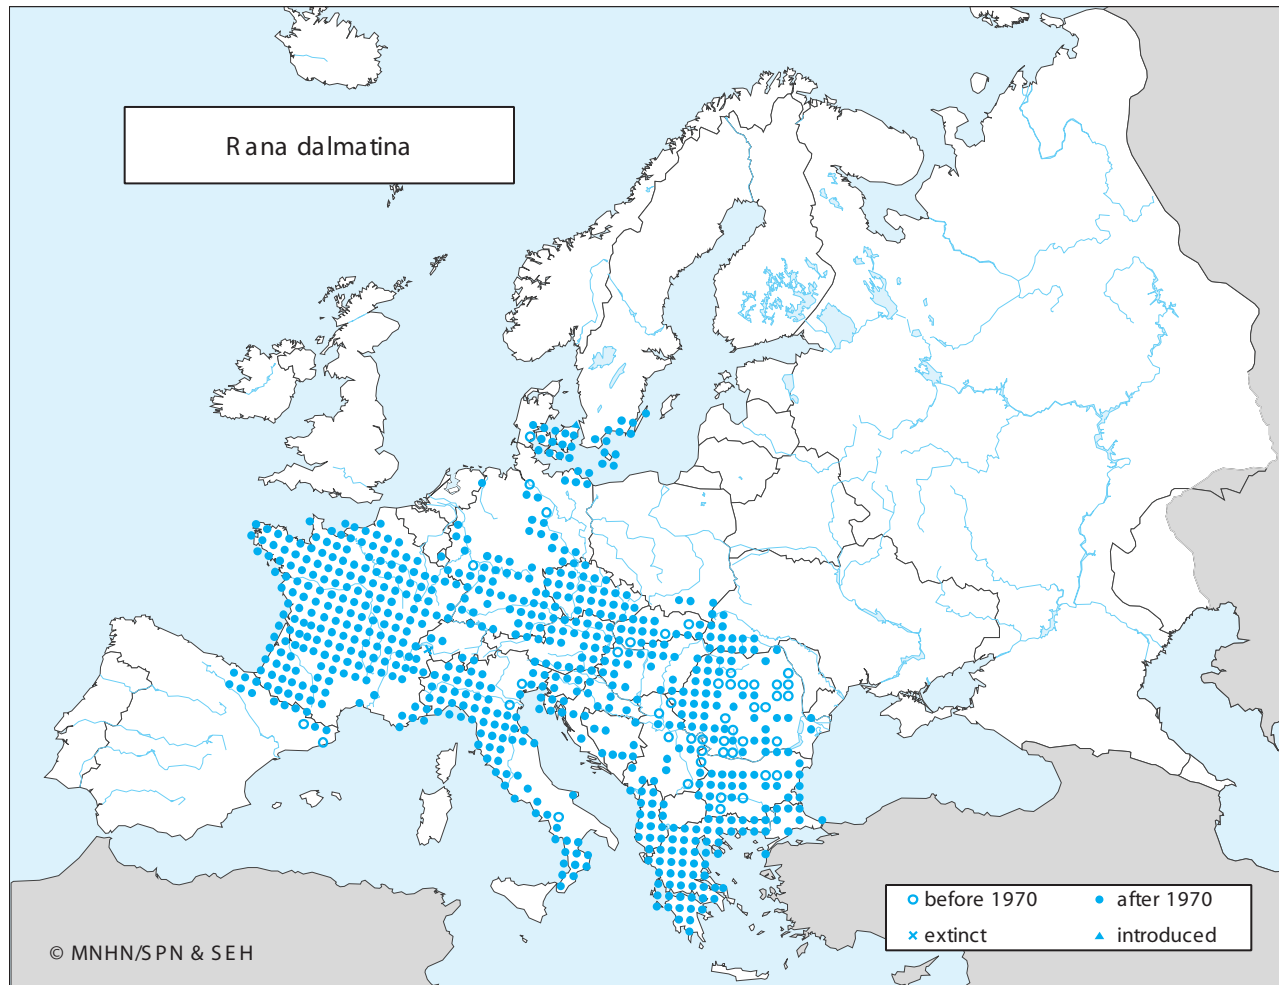 Rana dalmatina
before 1970
after 1970
extinct
introduced
© MNHN/SPN & SEH